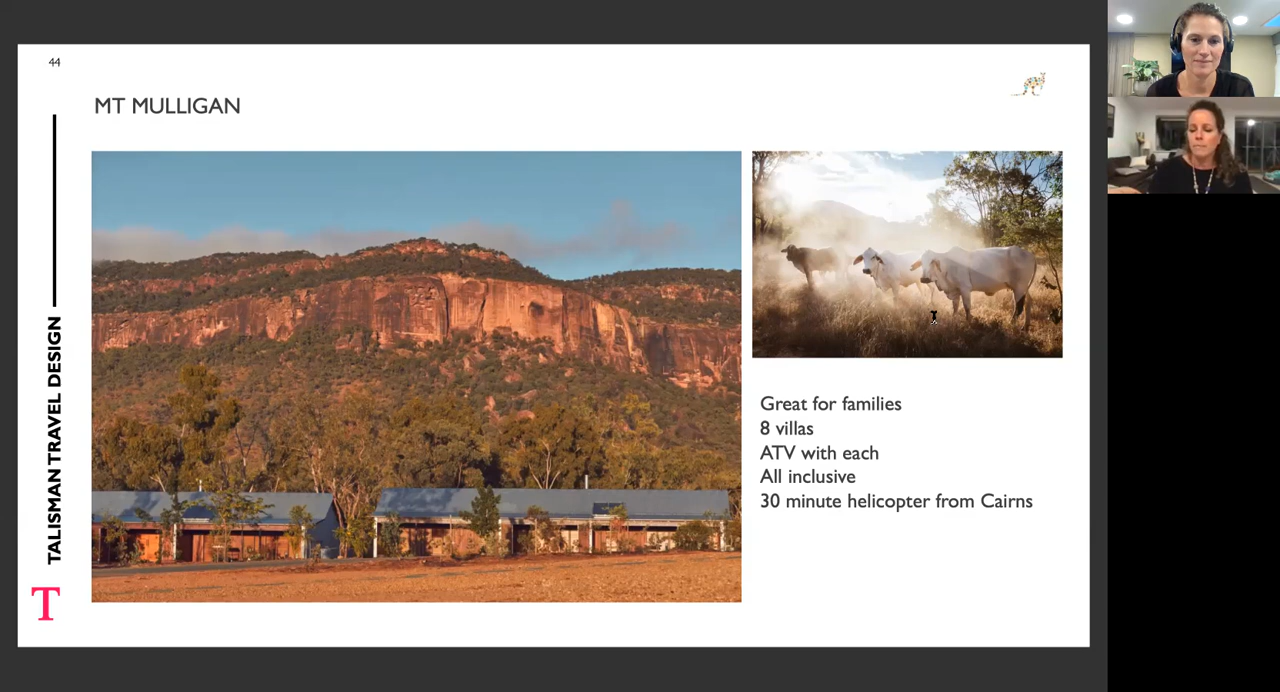 44
MT MULLIGAN
TALISMAN TRAVEL DESIGN
T
Great for families
8 villas
ATV with each
All inclusive
30 minute helicopter from Cairns